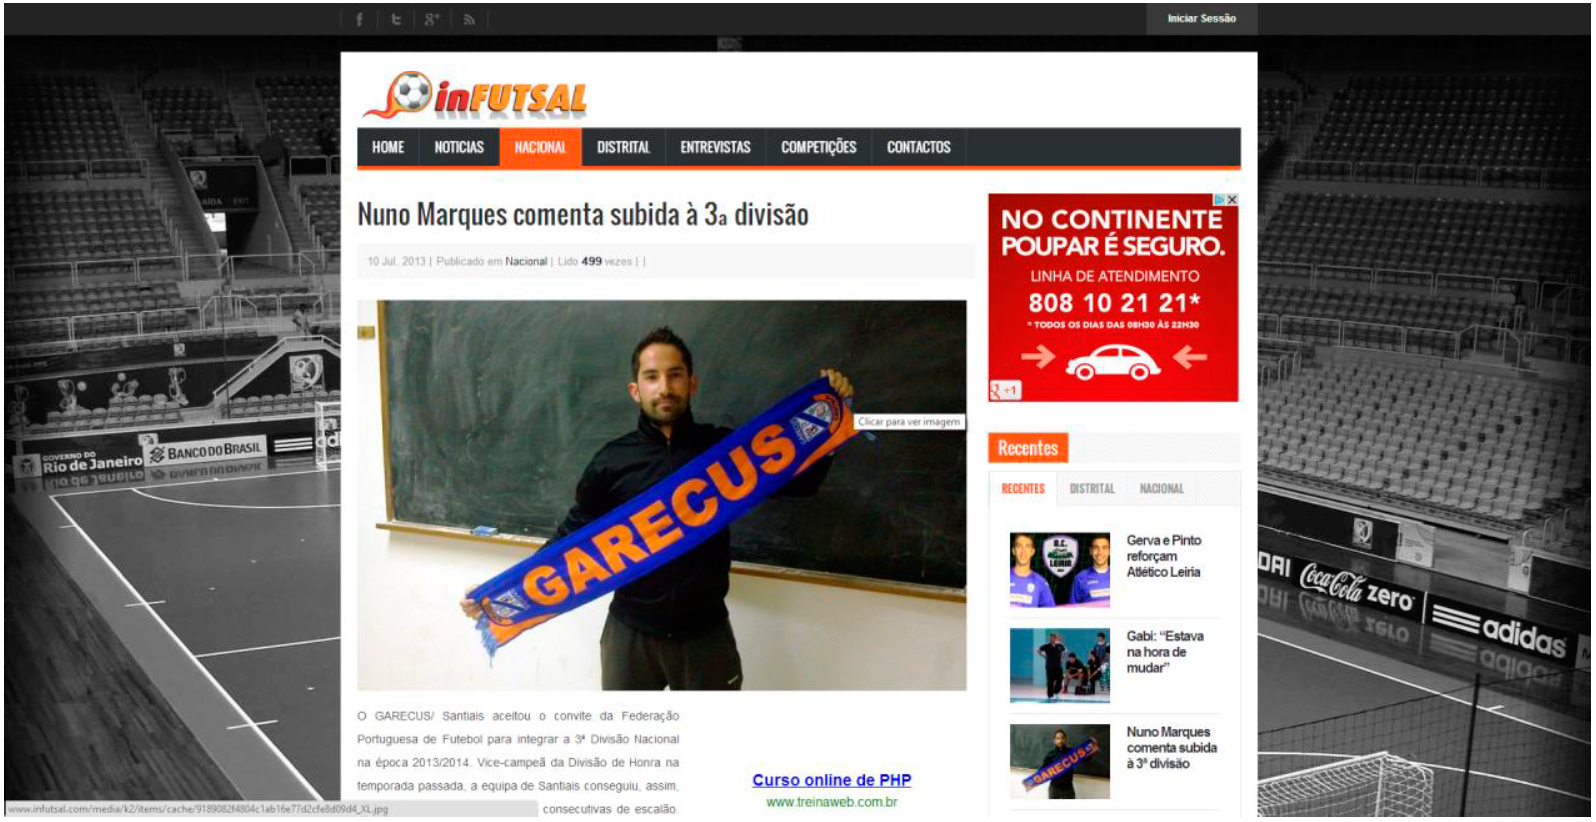 Iniciar Sessão
inFUTSAL
HOME NOTICIAS NACIONAL DISTRITAL ENTREVISTAS COMPETIÇÕES CONTACTOS
Nuno Marques comenta subida à 3ª divisão
10 Jul. 2013 | Publicado em Nacional | Lido 499 vezes | |
GARECUS
Clicar para ver imagem
O GARECUS/ Santiais aceitou o convite da Federação
Portuguesa de Futebol para integrar a 3ª Divisão Nacional
na época 2013/2014. Vice-campeã da Divisão de Honra na
temporada passada, a equipa de Santiais conseguiu, assim,
consecutivas de escalão.
Curso online de PHP
www.treinaweb.com.br
NO CONTINENTE
POUPAR É SEGURO.
LINHA DE ATENDIMENTO
808 10 21 21*
* TODOS OS DIAS DAS 08H30 ÀS 22H30
+1
Recentes
RECENTES DISTRITAL NACIONAL
Gerva e Pinto
reforçam
Atlético Leiria
LEIRIA
Gabi: “Estava
na hora de
mudar”
Nuno Marques
comenta subida
à 3ª divisão
GARECUS
GOVERNO DO
Rio de Janeiro
BANCO DO BRASIL
Coca-Cola zero
adidas
www.infutsal.com/media/k2/items/cache/9189082f4804c1ab16e77d2cfe8d09d4_XL.jpg